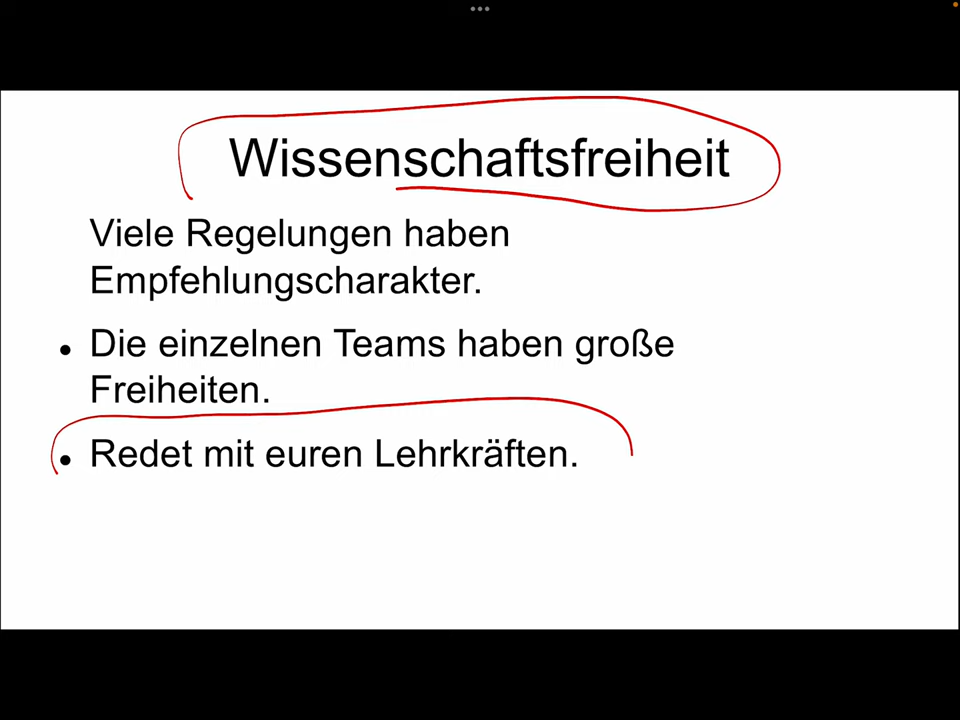 Wissenschaftsfreiheit
Viele Regelungen haben
Empfehlungscharakter.
• Die einzelnen Teams haben große
Freiheiten.
• Redet mit euren Lehrkräften.